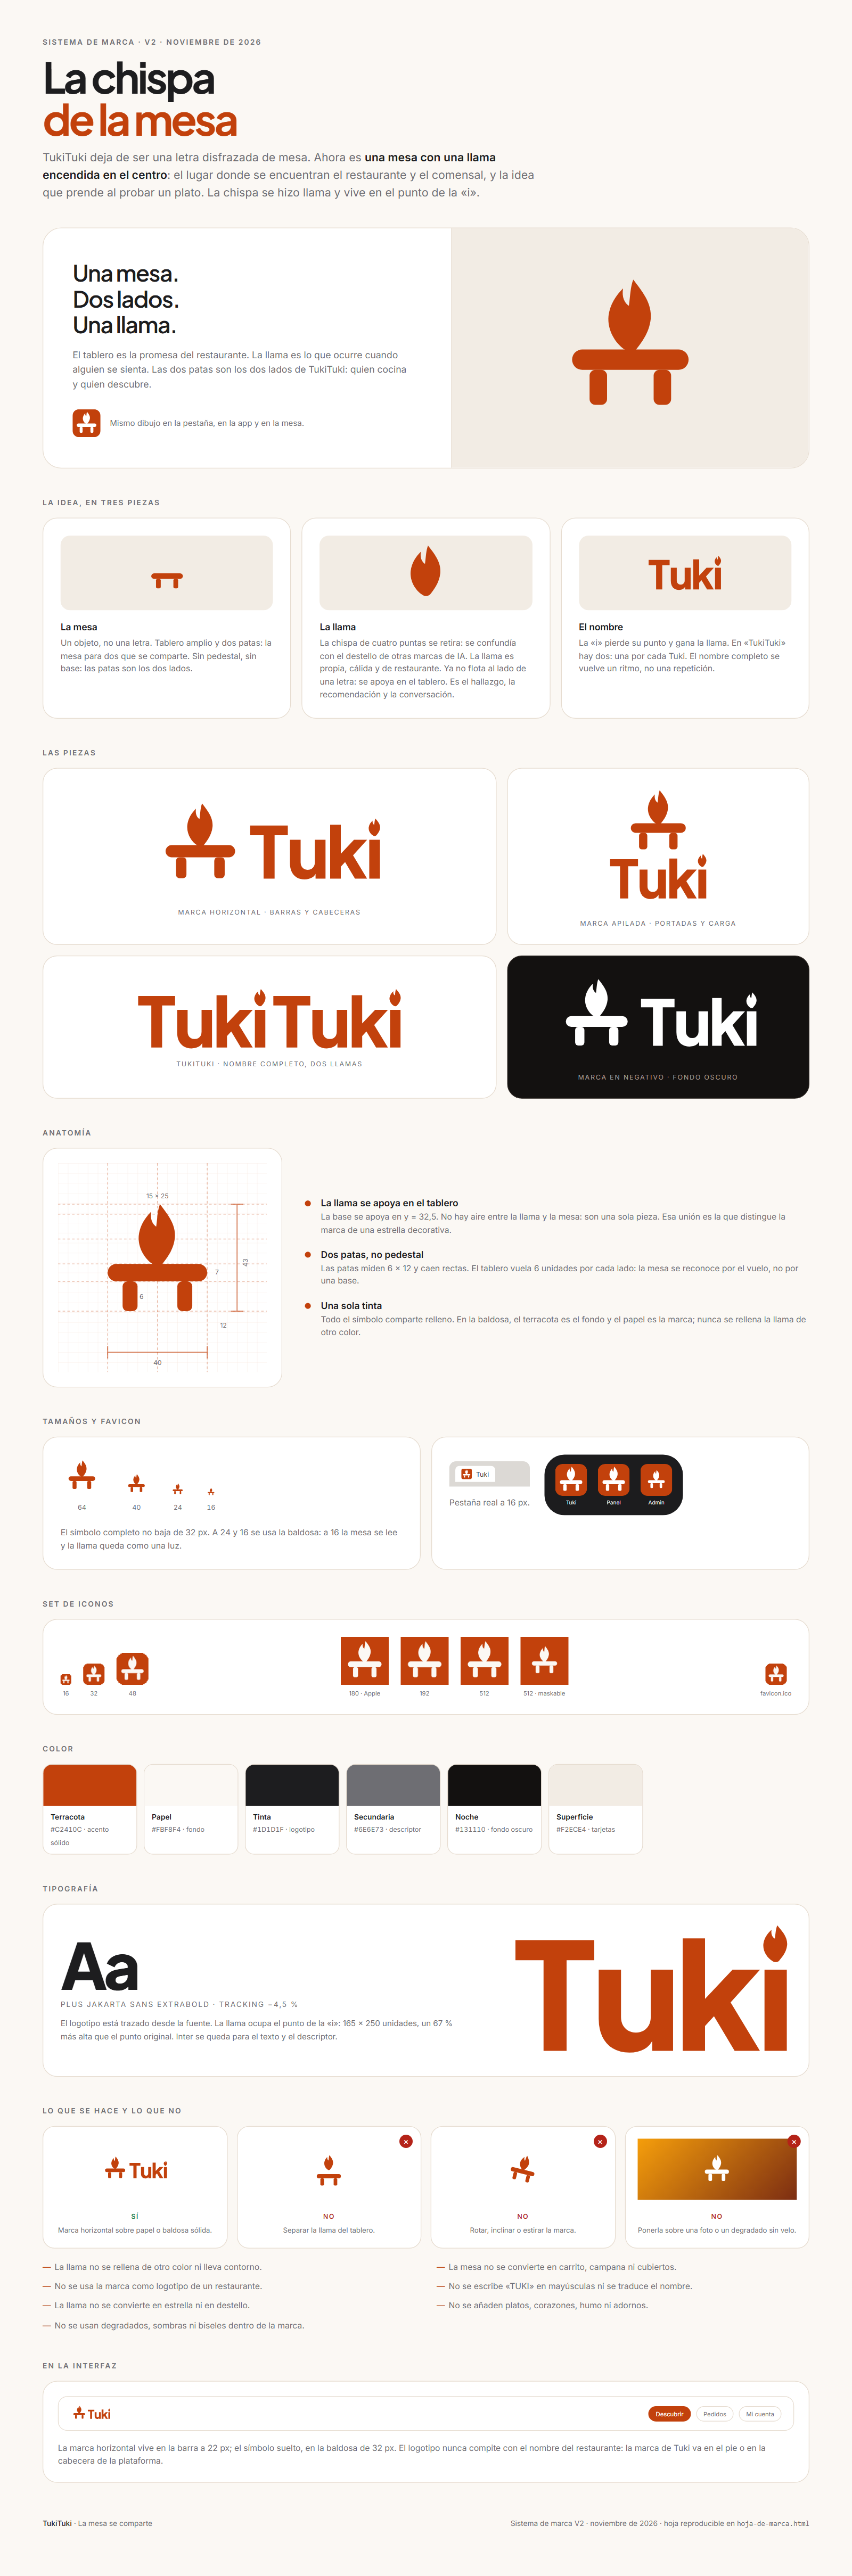 SISTEMA DE MARCA · V2 · NOVIEMBRE DE 2026
La chispa
de la mesa
TukiTuki deja de ser una letra disfrazada de mesa. Ahora es una mesa con una llama
encendida en el centro: el lugar donde se encuentran el restaurante y el comensal, y la idea
que prende al probar un plato. La chispa se hizo llama y vive en el punto de la «i».
Una mesa.
Dos lados.
Una llama.
El tablero es la promesa del restaurante. La llama es lo que ocurre cuando
alguien se sienta. Las dos patas son los dos lados de TukiTuki: quien cocina
y quien descubre.
Mismo dibujo en la pestaña, en la app y en la mesa.
LA IDEA, EN TRES PIEZAS
Tuki
La mesa
Un objeto, no una letra. Tablero amplio y dos patas: la
mesa para dos que se comparte. Sin pedestal, sin
base: las patas son los dos lados.
La llama
La chispa de cuatro puntas se retira: se confundía
con el destello de otras marcas de IA. La llama es
propia, cálida y de restaurante. Ya no flota al lado de
una letra: se apoya en el tablero. Es el hallazgo, la
recomendación y la conversación.
El nombre
La «i» pierde su punto y gana la llama. En «TukiTuki»
hay dos: una por cada Tuki. El nombre completo se
vuelve un ritmo, no una repetición.
LAS PIEZAS
Tuki
MARCA HORIZONTAL · BARRAS Y CABECERAS
Tuki
MARCA APILADA · PORTADAS Y CARGA
TukiTuki
TUKITUKI · NOMBRE COMPLETO, DOS LLAMAS
Tuki
MARCA EN NEGATIVO · FONDO OSCURO
ANATOMÍA
15 × 25
43
7
6
12
40
La llama se apoya en el tablero
La base se apoya en y = 32,5. No hay aire entre la llama y la mesa: son una sola pieza. Esa unión es la que distingue la
marca de una estrella decorativa.
Dos patas, no pedestal
Las patas miden 6 × 12 y caen rectas. El tablero vuela 6 unidades por cada lado: la mesa se reconoce por el vuelo, no por
una base.
Una sola tinta
Todo el símbolo comparte relleno. En la baldosa, el terracota es el fondo y el papel es la marca; nunca se rellena la llama de
otro color.
TAMAÑOS Y FAVICON
64
40
24
16
El símbolo completo no baja de 32 px. A 24 y 16 se usa la baldosa: a 16 la mesa se lee
y la llama queda como una luz.
Tuki
Pestaña real a 16 px.
Tuki
Panel
Admin
SET DE ICONOS
16
32
48
180 · Apple
192
512
512 · maskable
favicon.ico
COLOR
Terracota
#C2410C · acento
sólido
Papel
#FBF8F4 · fondo
Tinta
#1D1D1F · logotipo
Secundaria
#6E6E73 · descriptor
Noche
#131110 · fondo oscuro
Superficie
#F2ECE4 · tarjetas
TIPOGRAFÍA
Aa
PLUS JAKARTA SANS EXTRABOLD · TRACKING −4,5 %
El logotipo está trazado desde la fuente. La llama ocupa el punto de la «i»: 165 × 250 unidades, un 67 %
más alta que el punto original. Inter se queda para el texto y el descriptor.
Tuki
LO QUE SE HACE Y LO QUE NO
Tuki
SÍ
Marca horizontal sobre papel o baldosa sólida.
×
NO
Separar la llama del tablero.
×
NO
Rotar, inclinar o estirar la marca.
×
NO
Ponerla sobre una foto o un degradado sin velo.
— La llama no se rellena de otro color ni lleva contorno.
— La mesa no se convierte en carrito, campana ni cubiertos.
— No se usa la marca como logotipo de un restaurante.
— No se escribe «TUKI» en mayúsculas ni se traduce el nombre.
— La llama no se convierte en estrella ni en destello.
— No se añaden platos, corazones, humo ni adornos.
— No se usan degradados, sombras ni biseles dentro de la marca.
EN LA INTERFAZ
Tuki
Descubrir
Pedidos
Mi cuenta
La marca horizontal vive en la barra a 22 px; el símbolo suelto, en la baldosa de 32 px. El logotipo nunca compite con el nombre del restaurante: la marca de Tuki va en el pie o en la
cabecera de la plataforma.
TukiTuki · La mesa se comparte
Sistema de marca V2 · noviembre de 2026 · hoja reproducible en hoja-de-marca.html